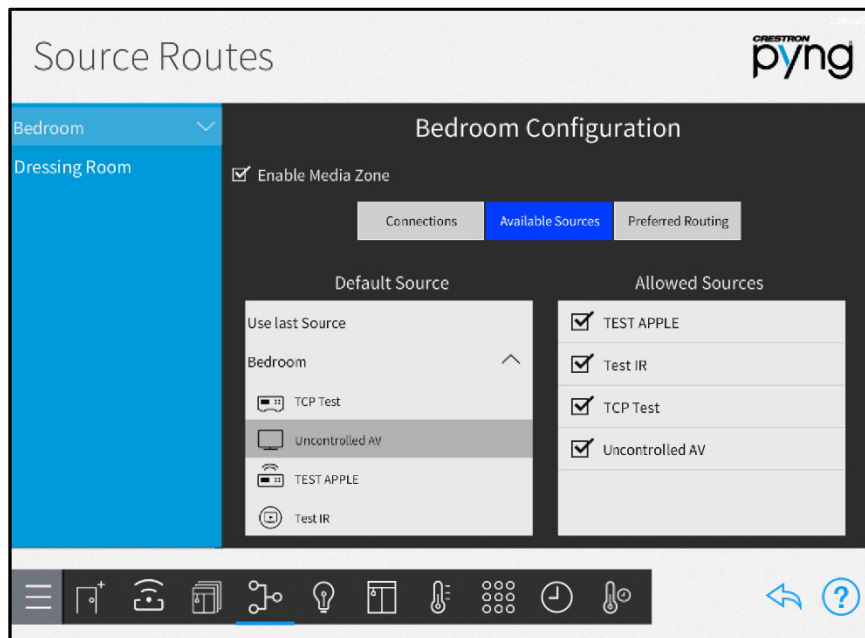 Source Routes
CRESTRON
pyng
Bedroom
Dressing Room
Bedroom Configuration
Enable Media Zone
Connections
Available Sources
Preferred Routing
Default Source
Use last Source
Bedroom
TCP Test
Uncontrolled AV
TEST APPLE
Test IR
Allowed Sources
TEST APPLE
Test IR
TCP Test
Uncontrolled AV
?